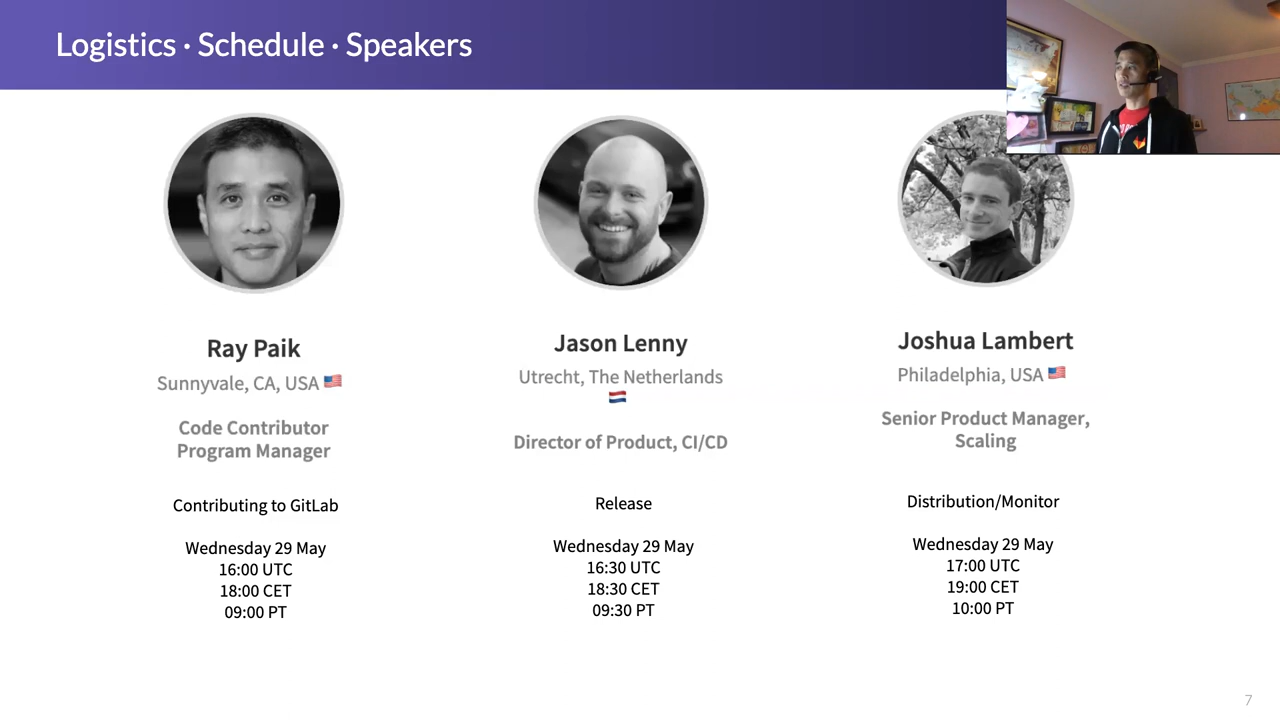 Logistics · Schedule · Speakers
Ray Paik
Sunnyvale, CA, USA 🇺🇸
Code Contributor
Program Manager
Contributing to GitLab
Wednesday 29 May
16:00 UTC
18:00 CET
09:00 PT
Jason Lenny
Utrecht, The Netherlands
🇳🇱
Director of Product, CI/CD
Release
Wednesday 29 May
16:30 UTC
18:30 CET
09:30 PT
Joshua Lambert
Philadelphia, USA 🇺🇸
Senior Product Manager,
Scaling
Distribution/Monitor
Wednesday 29 May
17:00 UTC
19:00 CET
10:00 PT
7